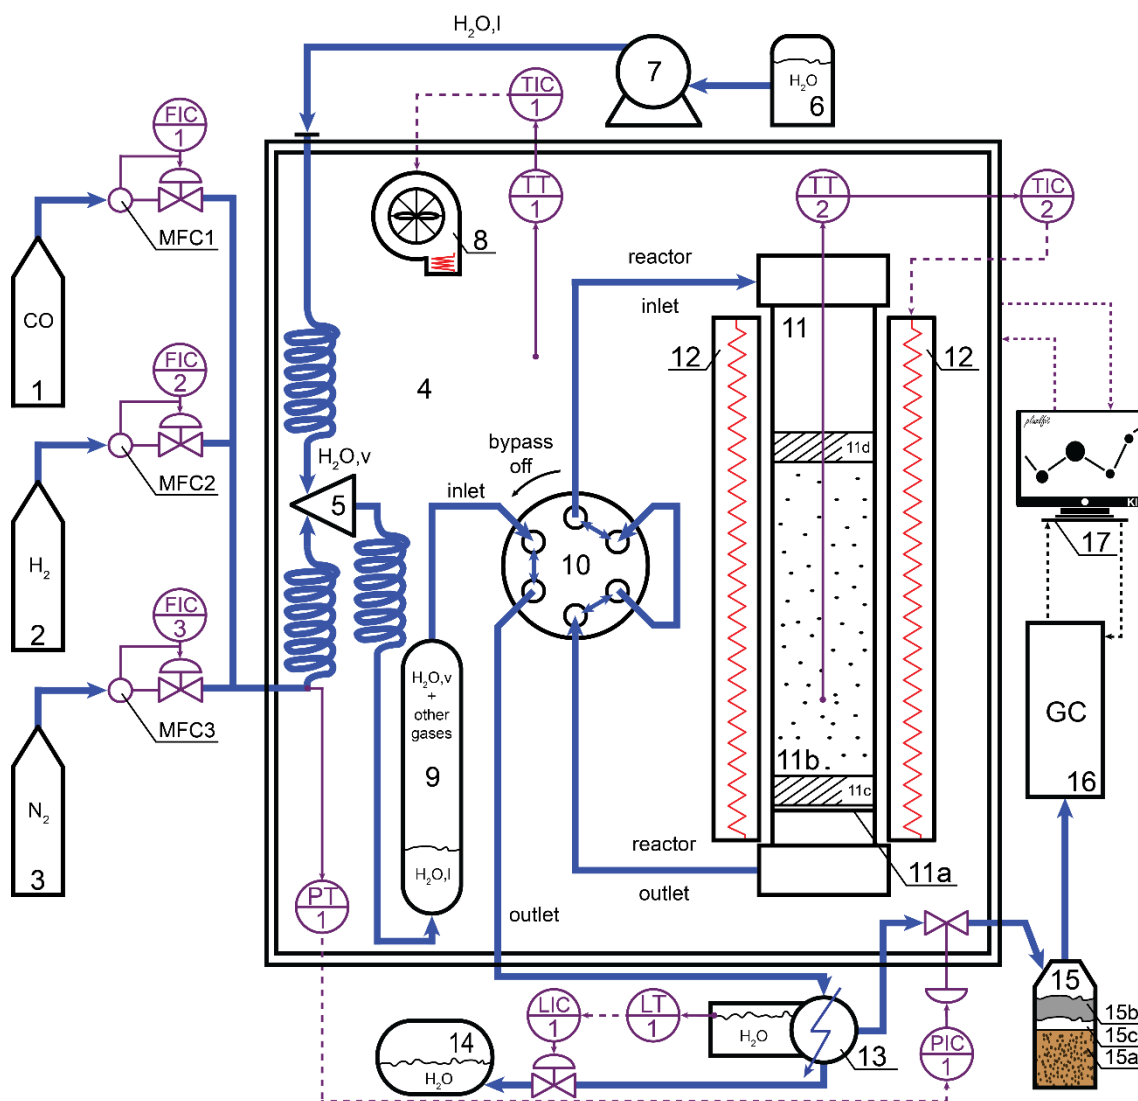 H₂O,l
7
H₂O
6
TIC
1
FIC
1
MFC1
TT
1
8
TT
2
TIC
2
CO
1
reactor
inlet
11
12
12
4
FIC
2
MFC2
H₂
2
H₂O,v
5
bypass
off
inlet
10
11d
17
FIC
3
MFC3
N₂
3
H₂O,v
+
other
gases
9
H₂O,l
11b
11c
11a
reactor
outlet
GC
16
PT
1
outlet
LIC
1
LT
1
H₂O
13
14
H₂O
PIC
1
15
15b
15c
15a